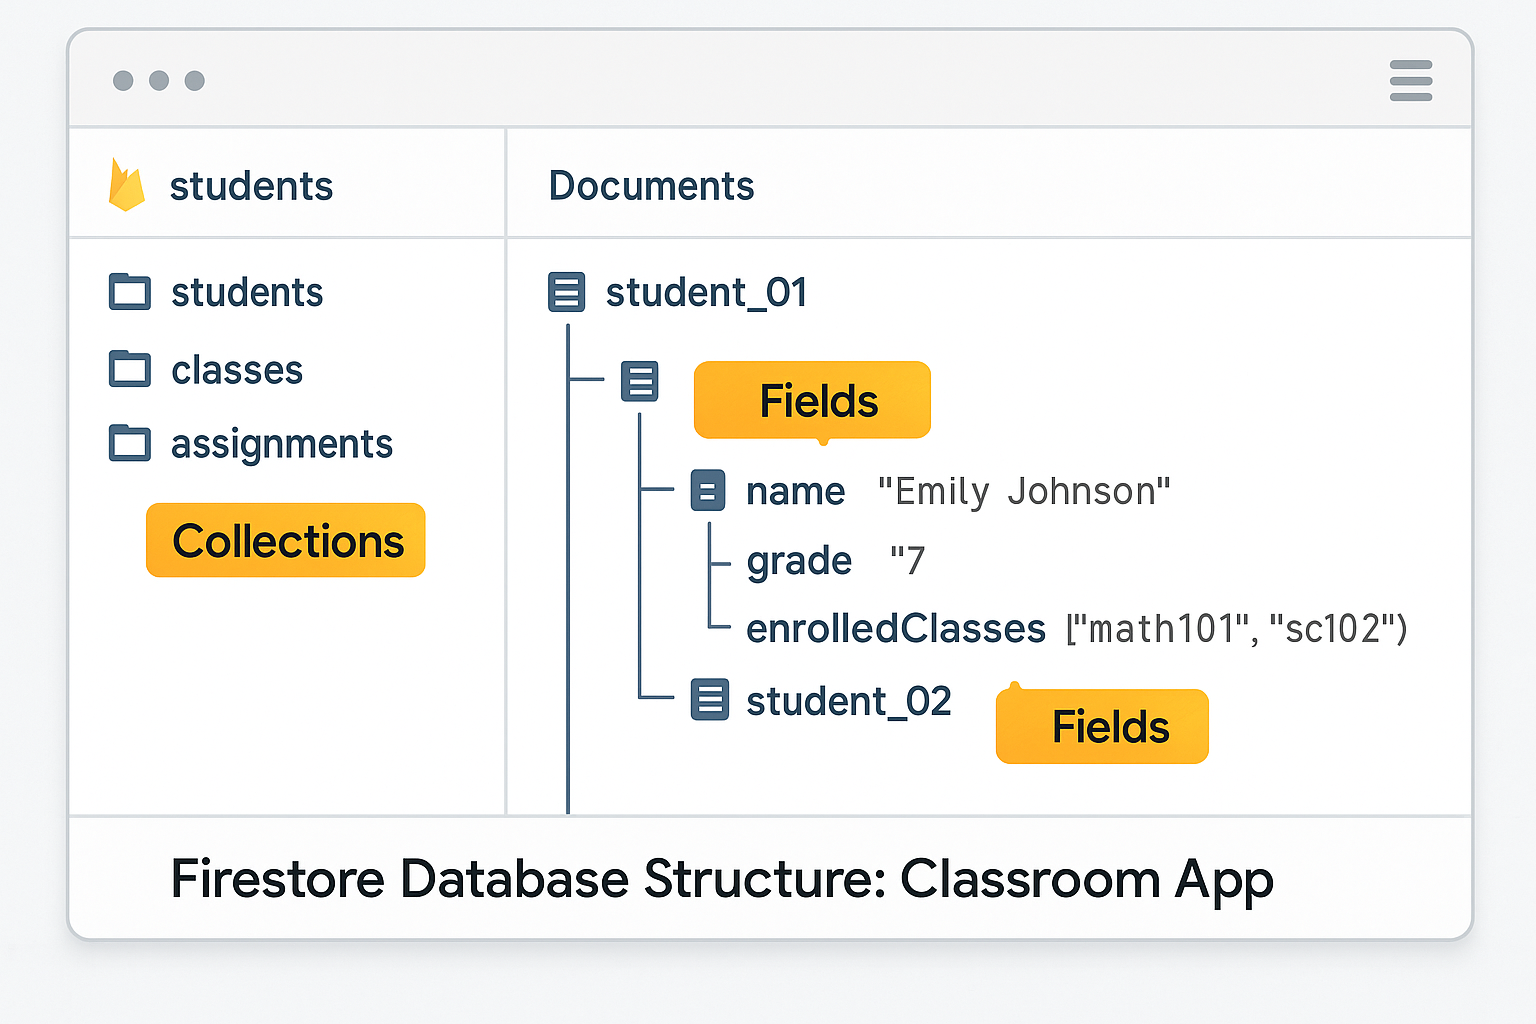 students
Documents
students
classes
assignments
Collections
student_01
Fields
name "Emily Johnson"
grade "7
enrolledClasses ["math101", "sc102")
student_02
Fields
Firestore Database Structure: Classroom App